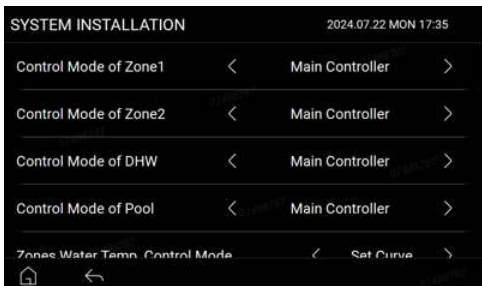 SYSTEM INSTALLATION 2024.07.22 MON 17:35
Control Mode of Zone1 < Main Controller >
Control Mode of Zone2 < Main Controller >
Control Mode of DHW < Main Controller >
Control Mode of Pool < Main Controller >
Zones Water Temp. Control Mode < Set Curve >